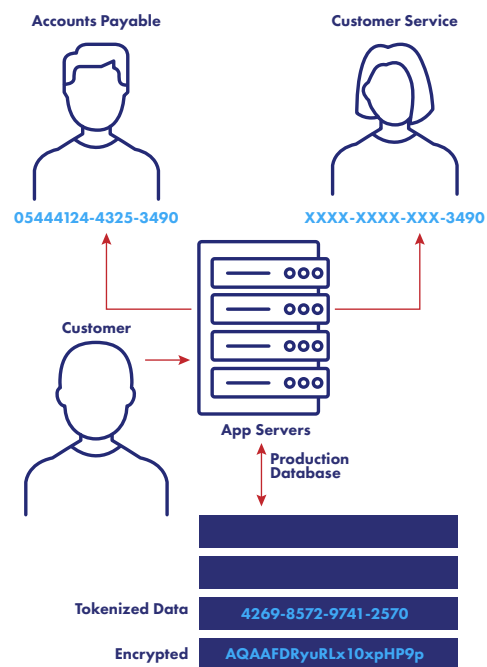 Accounts Payable
Customer Service
05444124-4325-3490
XXXX-XXXX-XXX-3490
Customer
App Servers
Production
Database
Tokenized Data
4269-8572-9741-2570
Encrypted
AQAAFDRyuRLx10xpHP9p